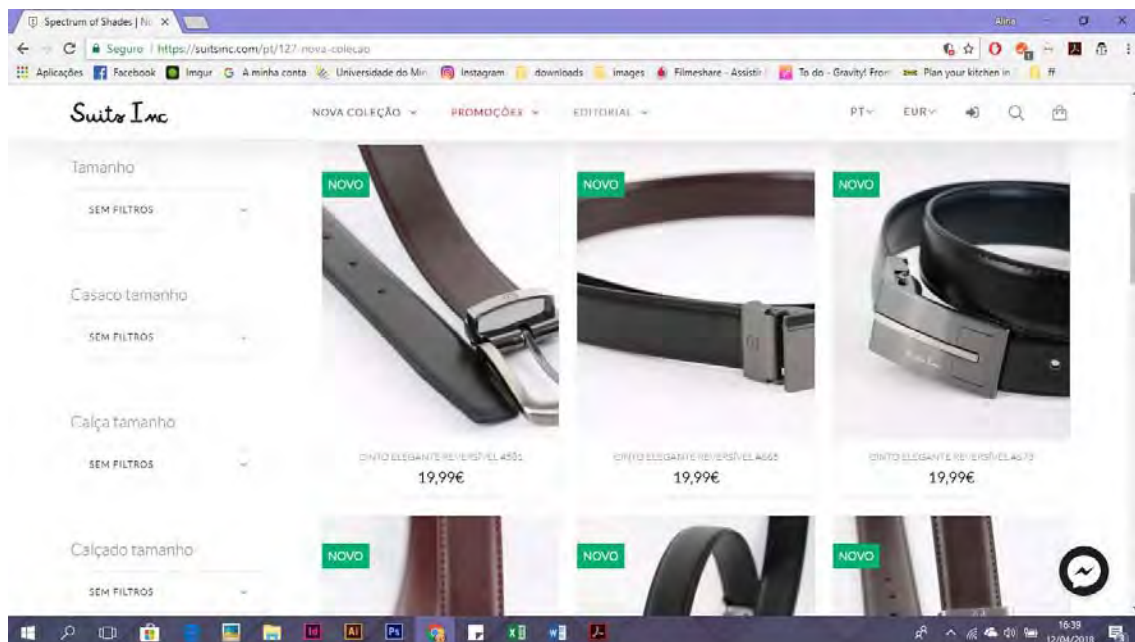 Spectrum of Shades | No
Alina
Seguro | https://suitsinc.com/pt/127-nova-colecao
Aplicações Facebook Imgur A minha conta Universidade do Min Instagram downloads images Filmeshare - Assistir To do - Gravity! From Plan your kitchen in ff
Suits Inc
NOVA COLEÇÃO PROMOÇÕES EDITORIAL PT EUR
Tamanho
SEM FILTROS
Casaco tamanho
SEM FILTROS
Calça tamanho
SEM FILTROS
Calçado tamanho
SEM FILTROS
NOVO NOVO NOVO
CINTO ELEGANTE REVERSÍVEL CINTO ELEGANTE REVERSÍVEL A665 CINTO ELEGANTE REVERSÍVEL A673
19,99€ 19,99€ 19,99€
NOVO NOVO NOVO
16:39
12/04/2018